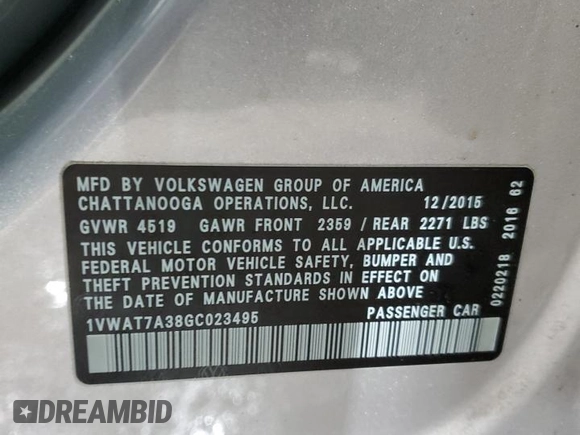 MFD BY VOLKSWAGEN GROUP OF AMERICA
CHATTANOOGA OPERATIONS, LLC. 12/2015
GVWR 4519 GAWR FRONT 2359 / REAR 2271 LBS
THIS VEHICLE CONFORMS TO ALL APPLICABLE U.S.
FEDERAL MOTOR VEHICLE SAFETY, BUMPER AND
THEFT PREVENTION STANDARDS IN EFFECT ON
THE DATE OF MANUFACTURE SHOWN ABOVE
1VWAT7A38GC023495 PASSENGER CAR
0220218 2016 62
DREAMBID